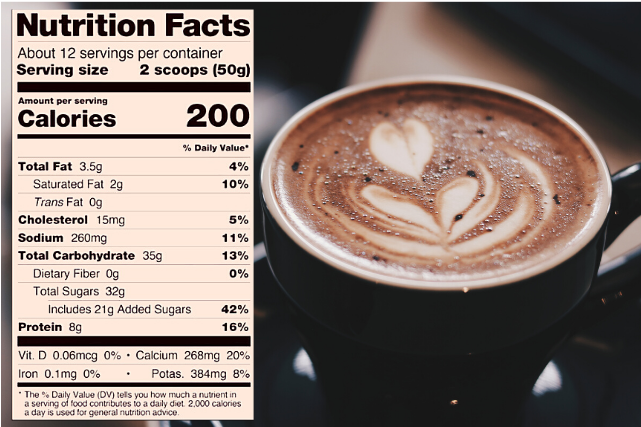 Nutrition Facts
About 12 servings per container
Serving size 2 scoops (50g)
Amount per serving
Calories 200
% Daily Value*
Total Fat 3.5g 4%
Saturated Fat 2g 10%
Trans Fat 0g
Cholesterol 15mg 5%
Sodium 260mg 11%
Total Carbohydrate 35g 13%
Dietary Fiber 0g 0%
Total Sugars 32g
Includes 21g Added Sugars 42%
Protein 8g 16%
Vit. D 0.06mcg 0% • Calcium 268mg 20%
Iron 0.1mg 0% • Potas. 384mg 8%
* The % Daily Value (DV) tells you how much a nutrient in
a serving of food contributes to a daily diet. 2,000 calories
a day is used for general nutrition advice.